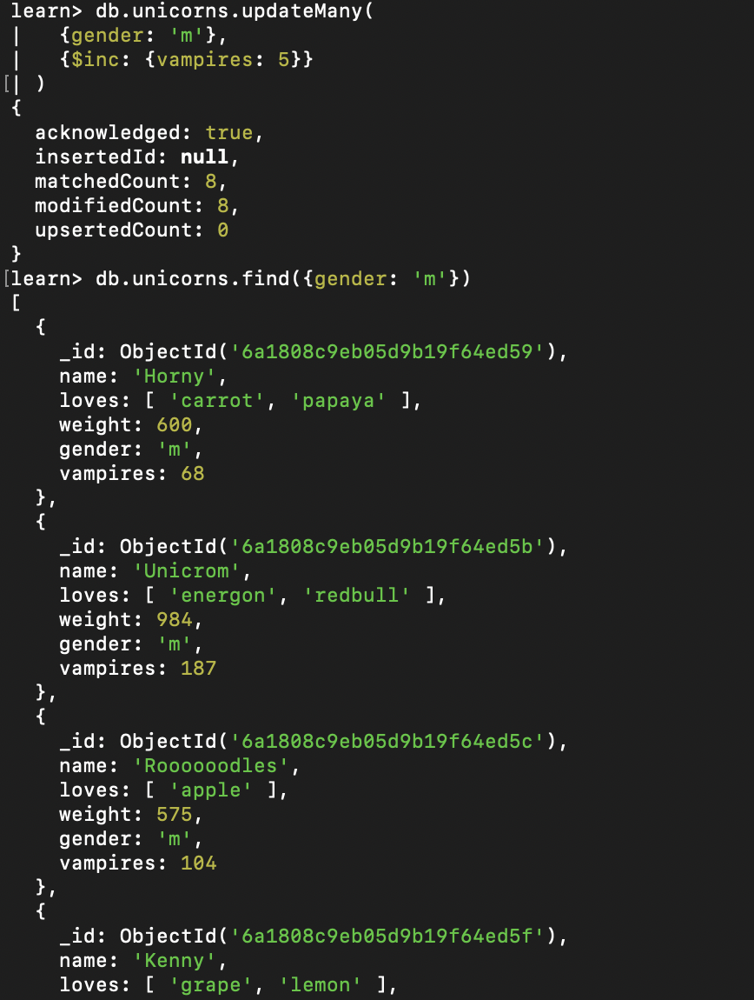 learn> db.unicorns.updateMany(
|   {gender: 'm'},
|   {$inc: {vampires: 5}}
[| )
{
  acknowledged: true,
  insertedId: null,
  matchedCount: 8,
  modifiedCount: 8,
  upsertedCount: 0
}
[learn> db.unicorns.find({gender: 'm'})
[
  {
    _id: ObjectId('6a1808c9eb05d9b19f64ed59'),
    name: 'Horny',
    loves: [ 'carrot', 'papaya' ],
    weight: 600,
    gender: 'm',
    vampires: 68
  },
  {
    _id: ObjectId('6a1808c9eb05d9b19f64ed5b'),
    name: 'Unicrom',
    loves: [ 'energon', 'redbull' ],
    weight: 984,
    gender: 'm',
    vampires: 187
  },
  {
    _id: ObjectId('6a1808c9eb05d9b19f64ed5c'),
    name: 'Roooooodles',
    loves: [ 'apple' ],
    weight: 575,
    gender: 'm',
    vampires: 104
  },
  {
    _id: ObjectId('6a1808c9eb05d9b19f64ed5f'),
    name: 'Kenny',
    loves: [ 'grape', 'lemon' ],